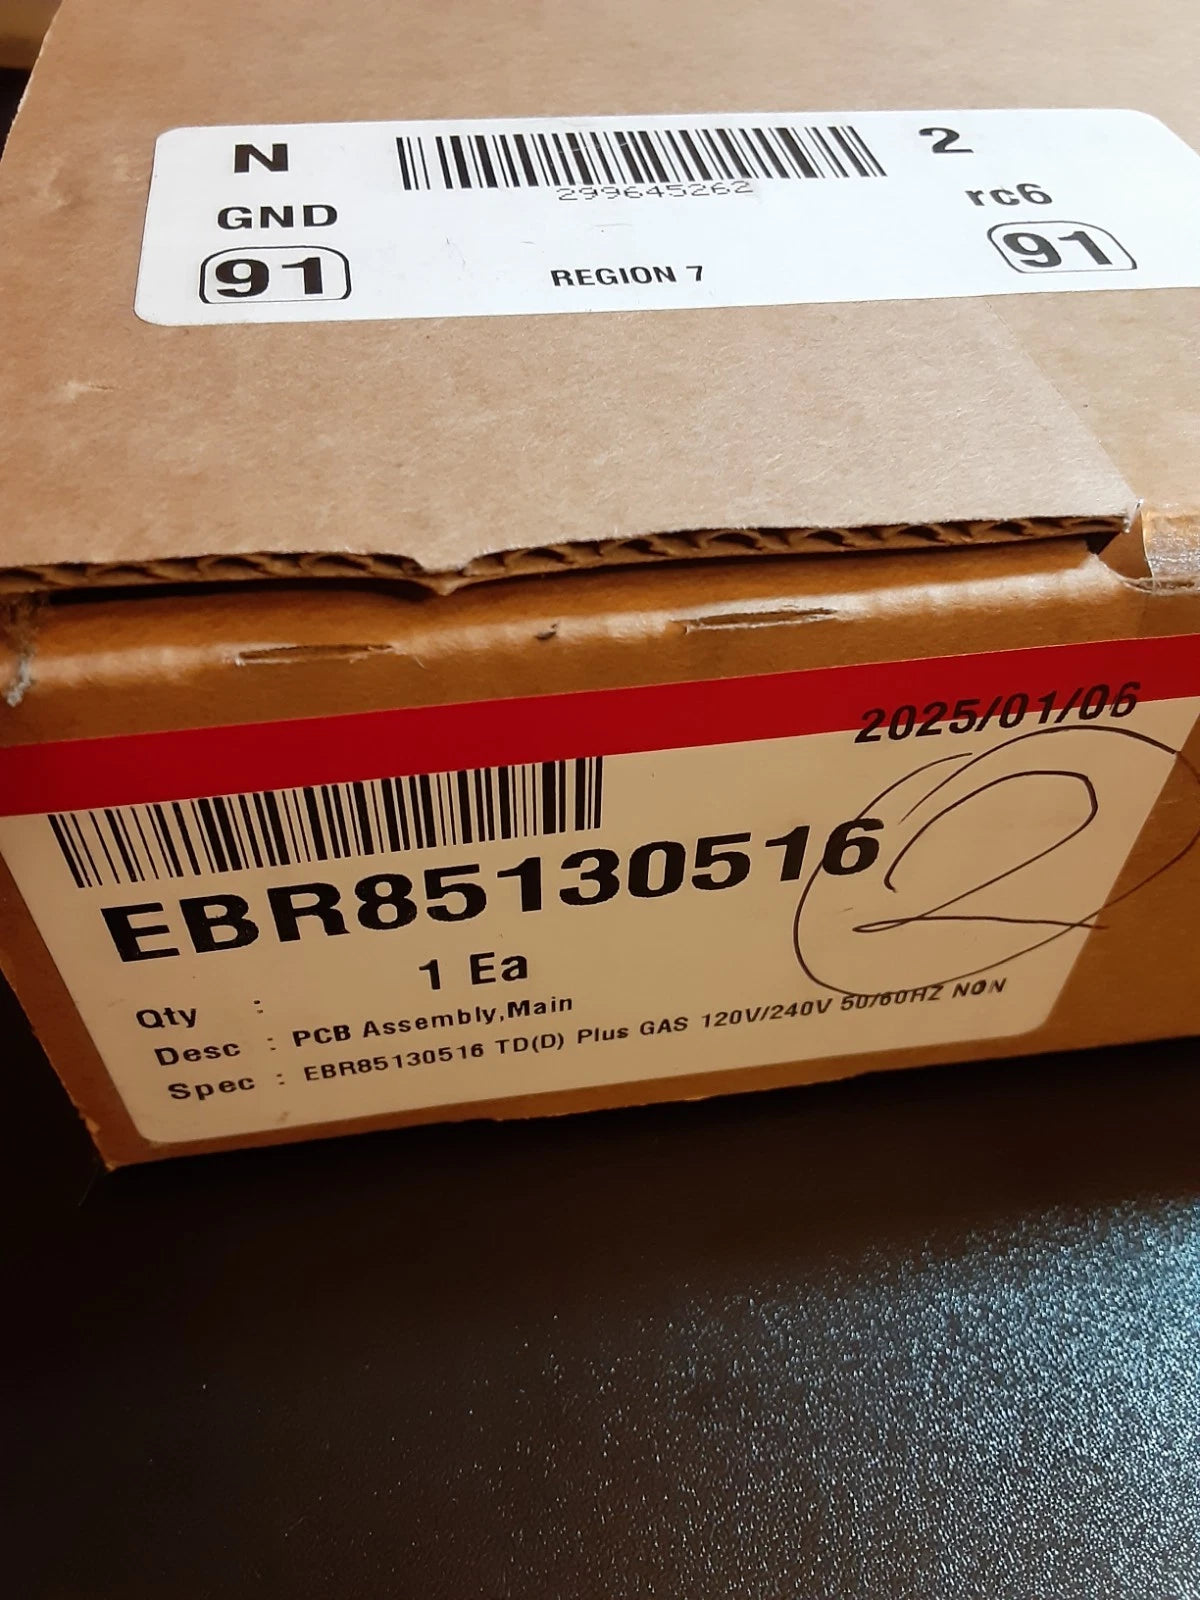 N
2
299645262
GND
rc6
91
91
REGION 7
2025/01/06
EBR85130516
2
Qty : 1 Ea
Desc : PCB Assembly,Main
Spec : EBR85130516 TD(D) Plus GAS 120V/240V 50/60HZ NON